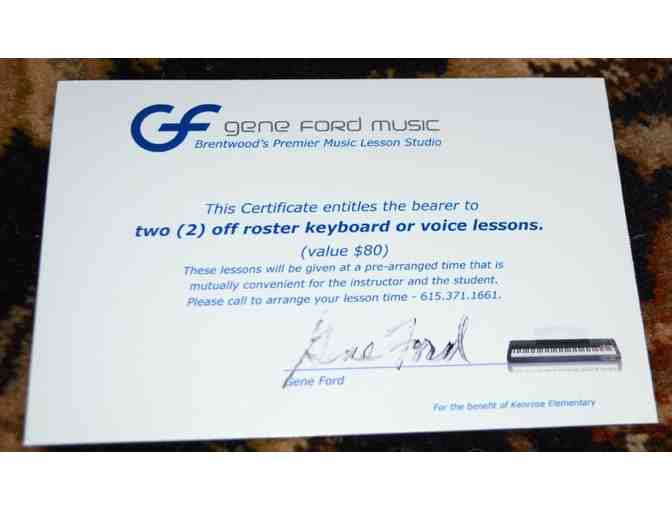 GF gene FORD music
Brentwood's Premier Music Lesson Studio
This Certificate entitles the bearer to
two (2) off roster keyboard or voice lessons.
(value $80)
These lessons will be given at a pre-arranged time that is
mutually convenient for the instructor and the student.
Please call to arrange your lesson time - 615.371.1661.
Gene Ford
Gene Ford
For the benefit of Kenrose Elementary